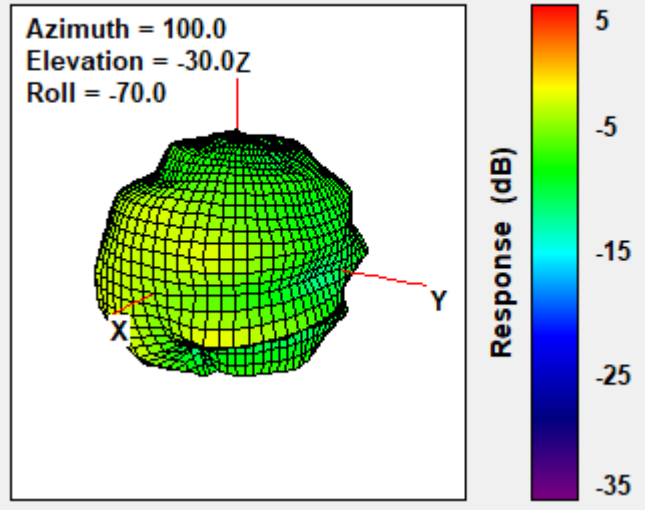 Azimuth = 100.0
Elevation = -30.0
Roll = -70.0
Z
X
Y
Response (dB)
5
-5
-15
-25
-35